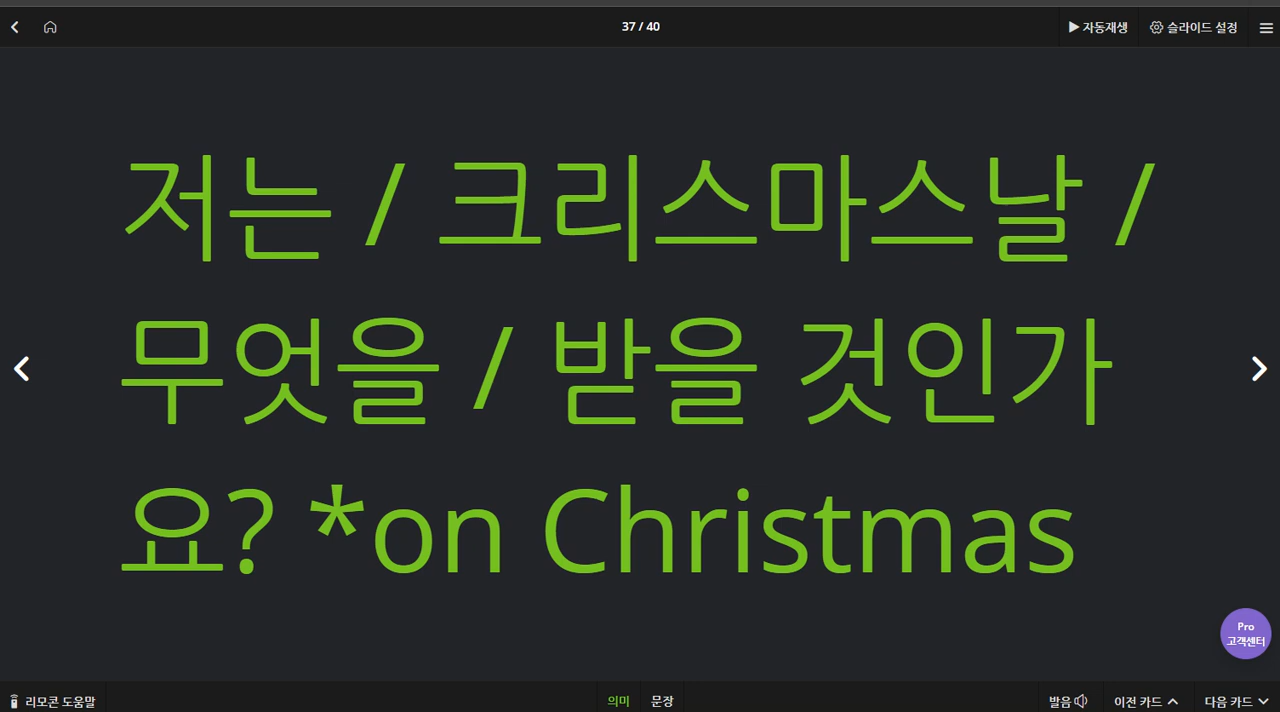 37 / 40
자동재생
슬라이드 설정
저는 / 크리스마스날 /
무엇을 / 받을 것인가
요? *on Christmas
Pro
고객센터
리모콘 도움말
의미
문장
발음
이전 카드
다음 카드